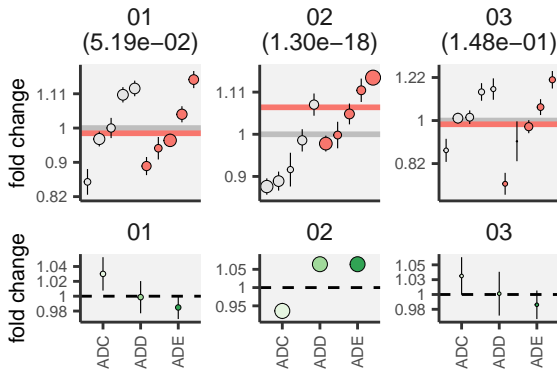 01
(5.19e−02)
02
(1.30e−18)
03
(1.48e−01)
fold change
1.11
1
0.9
0.82
1.11
1
0.9
1.22
1
0.82
01
02
03
fold change
1.04
1.02
1
0.98
1.05
1
0.95
1.05
1.03
1
0.98
ADC
ADD
ADE
ADC
ADD
ADE
ADC
ADD
ADE